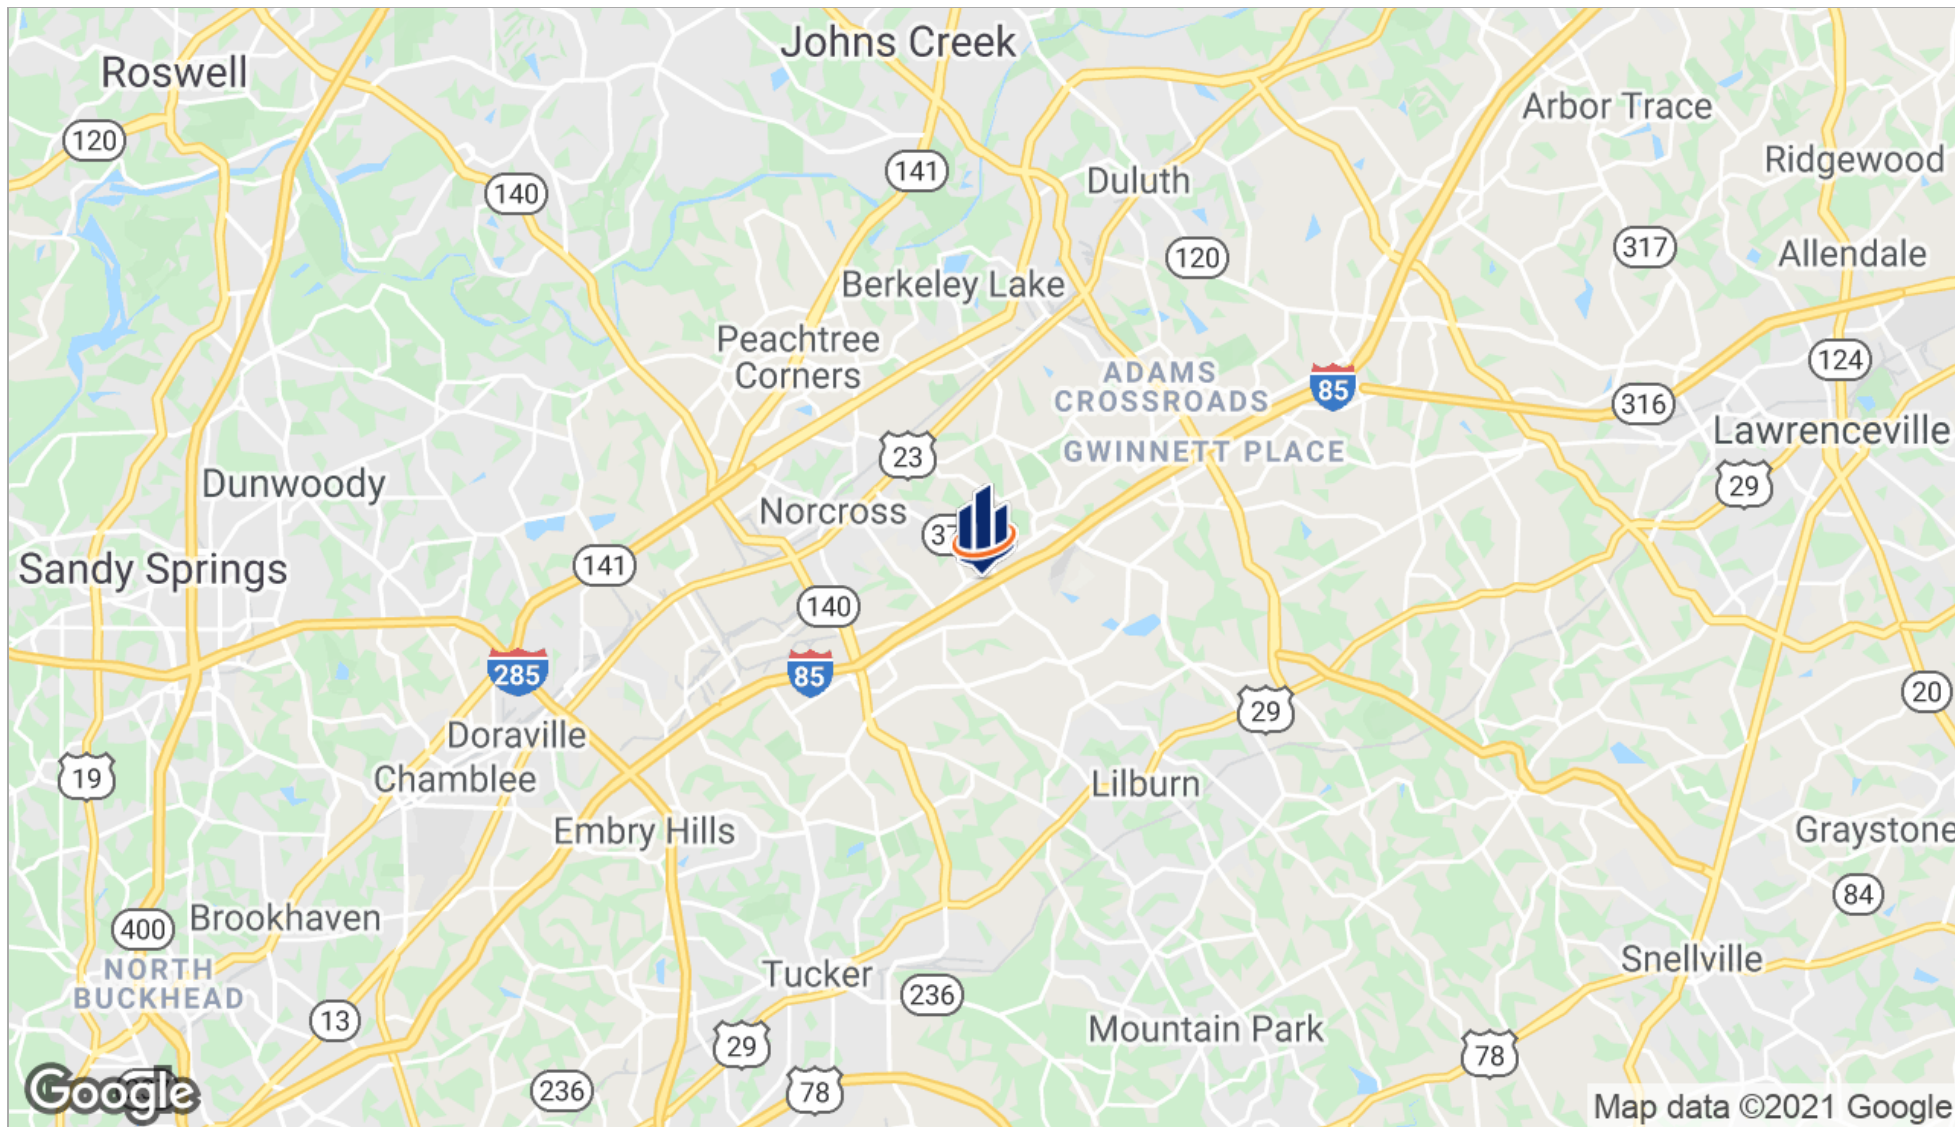 Johns Creek
Roswell
Arbor Trace
120
Ridgewood
141
Duluth
140
317
Allendale
120
Berkeley Lake
Peachtree
Corners
124
ADAMS
CROSSROADS
85
316
Lawrenceville
GWINNETT PLACE
23
Dunwoody
29
Norcross
Sandy Springs
141
140
285
85
20
29
Doraville
19
Chamblee
Lilburn
Embry Hills
Graystone
84
Brookhaven
400
Snellville
NORTH
BUCKHEAD
Tucker
236
13
Mountain Park
29
78
236
78
Google
Map data ©2021 Google